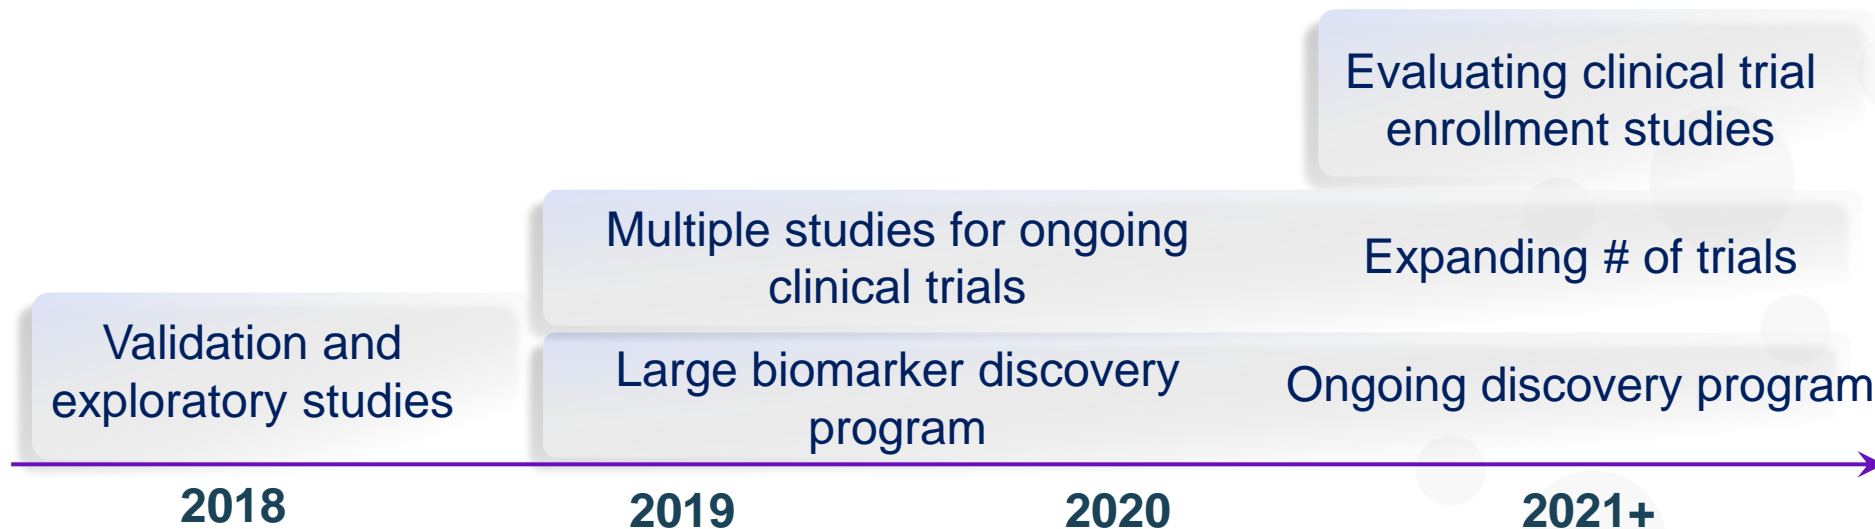 Evaluating clinical trial
enrollment studies
Multiple studies for ongoing
clinical trials
Expanding # of trials
Validation and
exploratory studies
Large biomarker discovery
program
Ongoing discovery program
2018
2019
2020
2021+